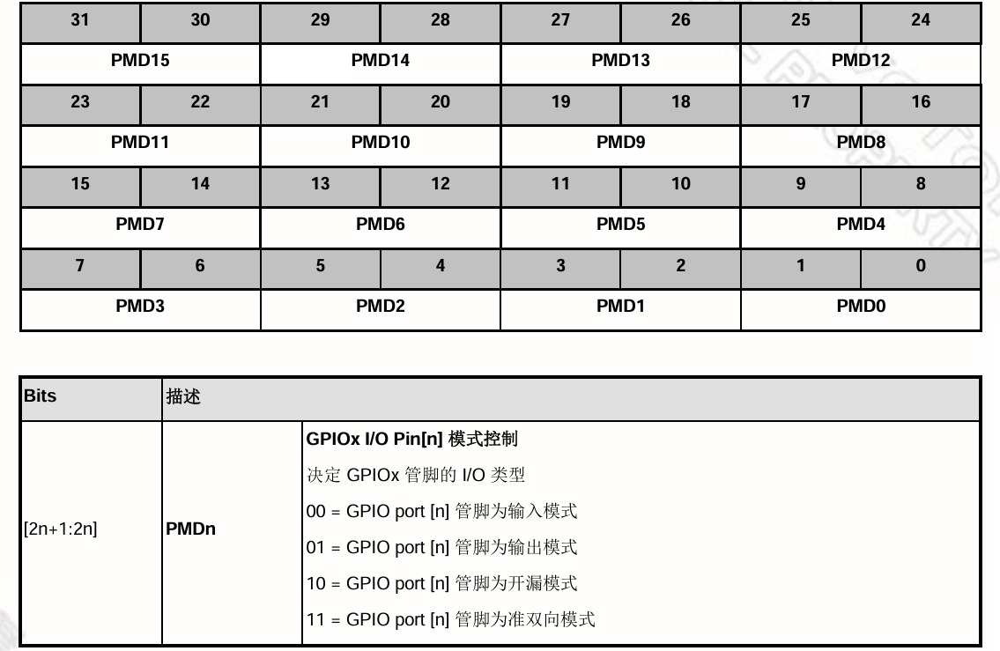 31 30 29 28 27 26 25 24
PMD15 PMD14 PMD13 PMD12
23 22 21 20 19 18 17 16
PMD11 PMD10 PMD9 PMD8
15 14 13 12 11 10 9 8
PMD7 PMD6 PMD5 PMD4
7 6 5 4 3 2 1 0
PMD3 PMD2 PMD1 PMD0
Bits 描述
GPIOx I/O Pin[n] 模式控制
决定 GPIOx 管脚的 I/O 类型
00 = GPIO port [n] 管脚为输入模式
[2n+1:2n] PMDn
01 = GPIO port [n] 管脚为输出模式
10 = GPIO port [n] 管脚为开漏模式
11 = GPIO port [n] 管脚为准双向模式